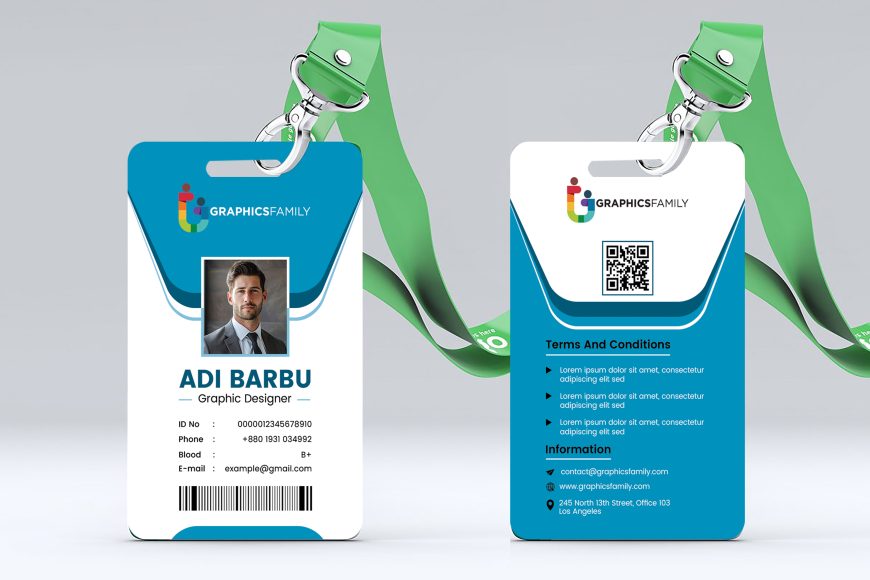 GRAPHICSFAMILY
ADI BARBU
Graphic Designer
ID No : 0000012345678910
Phone : +880 1931 034992
Blood : B+
E-mail : example@gmail.com
GRAPHICSFAMILY
Terms And Conditions
Lorem ipsum dolor sit amet, consectetur
adipiscing elit sed
Lorem ipsum dolor sit amet, consectetur
adipiscing elit sed
Lorem ipsum dolor sit amet, consectetur
adipiscing elit sed
Information
contact@graphicsfamily.com
www.graphicsfamily.com
245 North 13th Street, Office 103
Los Angeles
here